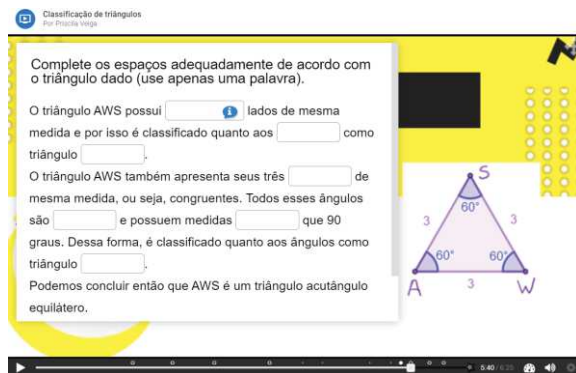 Classificação de triângulos
Por Priscila Veiga
Complete os espaços adequadamente de acordo com
o triângulo dado (use apenas uma palavra).
O triângulo AWS possui lados de mesma
medida e por isso é classificado quanto aos como
triângulo .
O triângulo AWS também apresenta seus três de
mesma medida, ou seja, congruentes. Todos esses ângulos
são e possuem medidas que 90
graus. Dessa forma, é classificado quanto aos ângulos como
triângulo .
Podemos concluir então que AWS é um triângulo acutângulo
equilátero.
S
60°
3
3
60°
60°
A
3
W
5:40 / 6:25